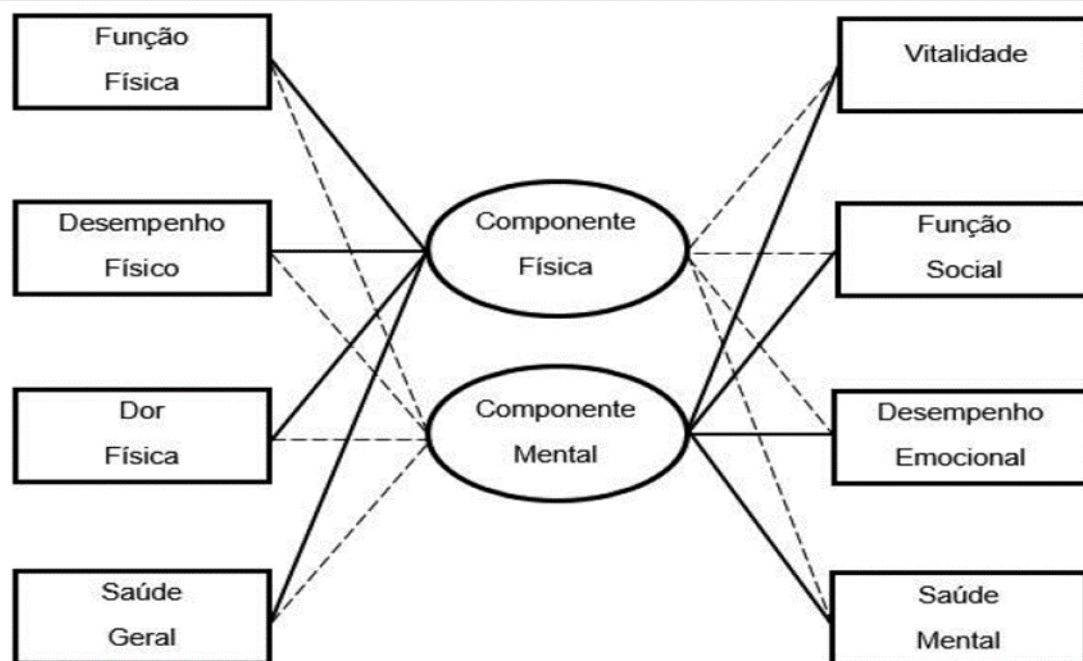 Função
Física
Desempenho
Físico
Dor
Física
Saúde
Geral
Componente
Física
Componente
Mental
Vitalidade
Função
Social
Desempenho
Emocional
Saúde
Mental